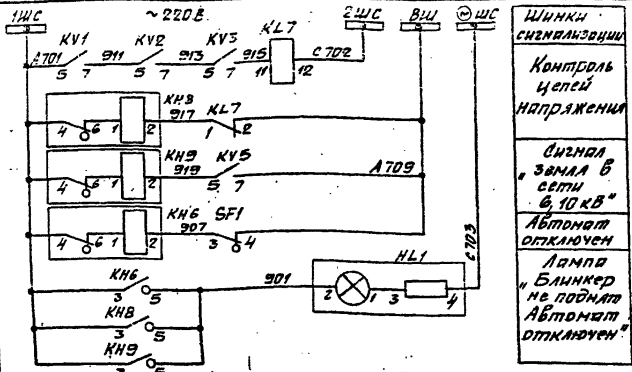 1ШС ~220В 2ШС ВШ ~ШС
KV1 KV2 KV3 KL7
А701 911 913 915 С702
5 7 5 7 5 7 11 12
KH8
917 KL7
4 6 1 2 1 2
KH9
919 KV5 А709
4 6 1 2 5 7
KH6 SF1
907
4 6 1 2 3 4
С703
HL1
KH6 901
3 5 2 1 3 4
KH8
3 5
KH9
3 5
Шинки
сигнализации
Контроль
цепей
напряжения
Сигнал
"земля в
сети
6,10 кВ"
Автомат
отключен
Лампа
"Блинкер
не поднят
Автомат
отключен"